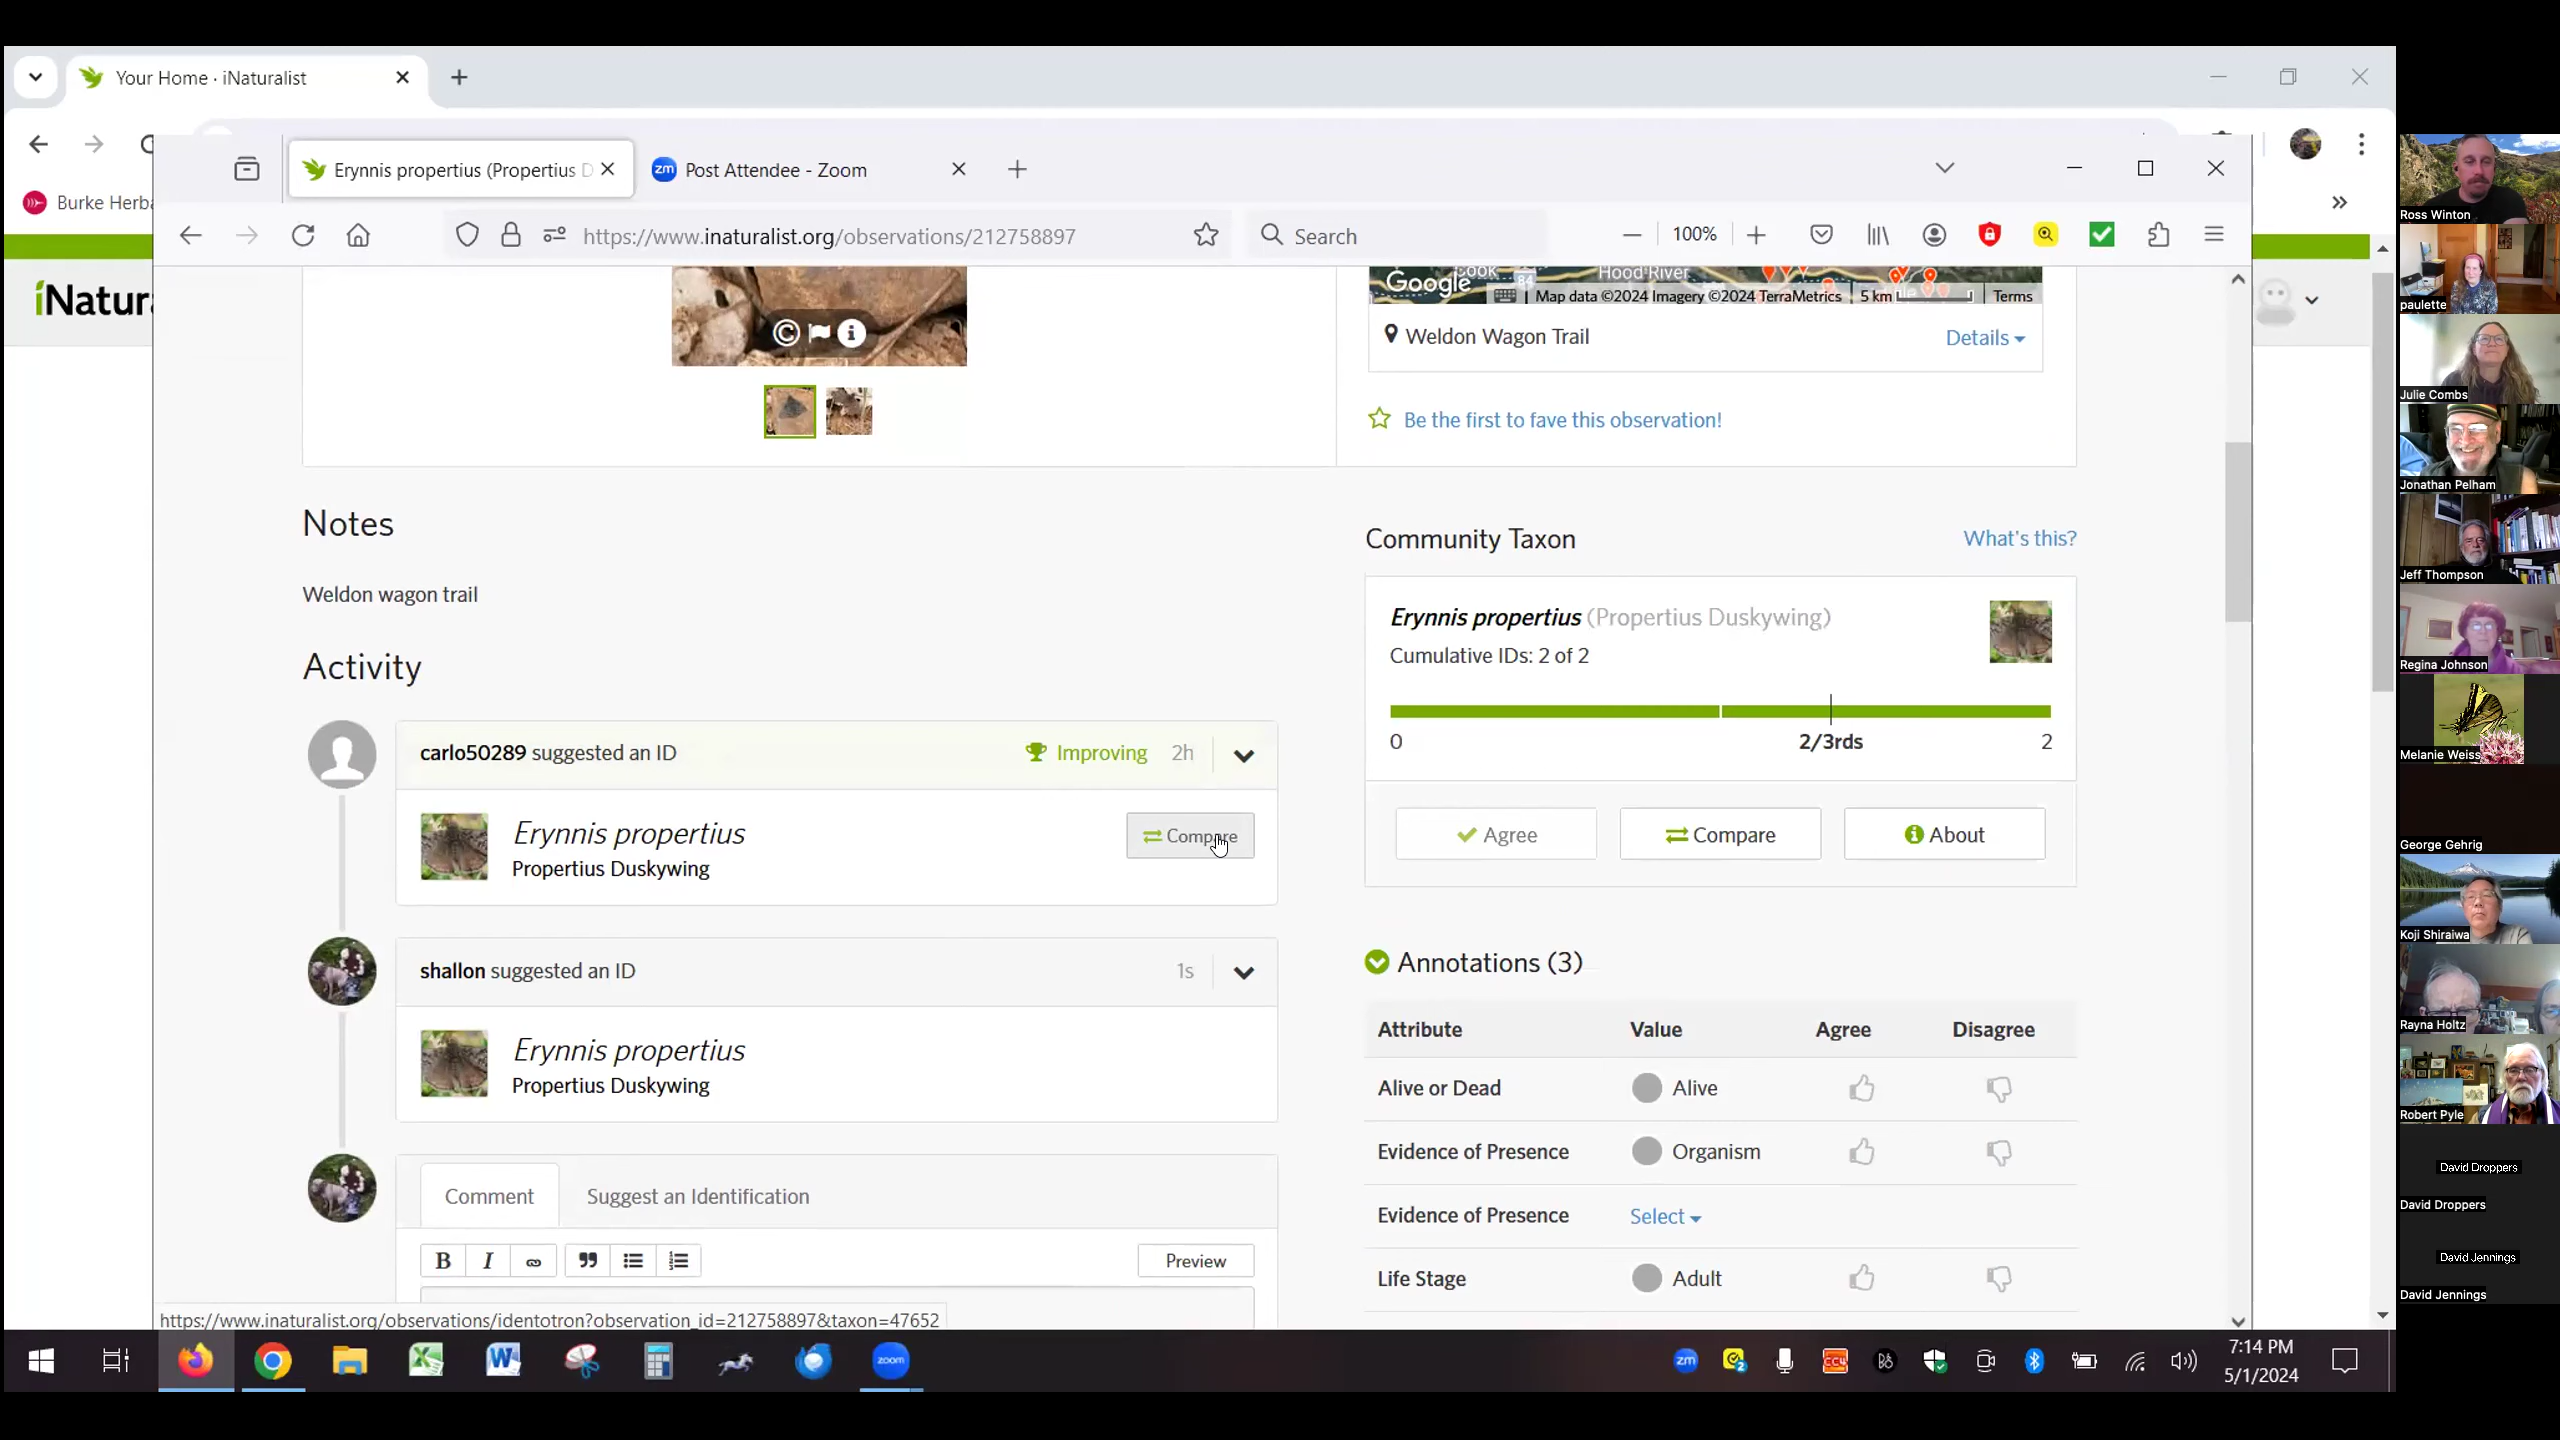 Your Home · iNaturalist
Erynnis propertius (Propertius D
zm Post Attendee - Zoom
Burke Herba
https://www.inaturalist.org/observations/212758897
Search
100%
iNatura
Hood River
84
Google
Map data ©2024 Imagery ©2024 TerraMetrics
5 km
Terms
Weldon Wagon Trail
Details
Be the first to fave this observation!
Notes
Weldon wagon trail
Activity
carlo50289 suggested an ID
Improving
2h
Erynnis propertius
Propertius Duskywing
Compare
shallon suggested an ID
1s
Erynnis propertius
Propertius Duskywing
Comment
Suggest an Identification
B
I
Preview
https://www.inaturalist.org/observations/identotron?observation_id=212758897&taxon=47652
Community Taxon
What's this?
Erynnis propertius (Propertius Duskywing)
Cumulative IDs: 2 of 2
0
2/3rds
2
Agree
Compare
About
Annotations (3)
Attribute Value Agree Disagree
Alive or Dead Alive
Evidence of Presence Organism
Evidence of Presence Select
Life Stage Adult
zoom
zm
CC4
7:14 PM
5/1/2024
Ross Winton
paulette
Julie Combs
Jonathan Pelham
Jeff Thompson
Regina Johnson
Melanie Weiss
George Gehrig
Koji Shiraiwa
Rayna Holtz
Robert Pyle
David Droppers
David Droppers
David Jennings
David Jennings